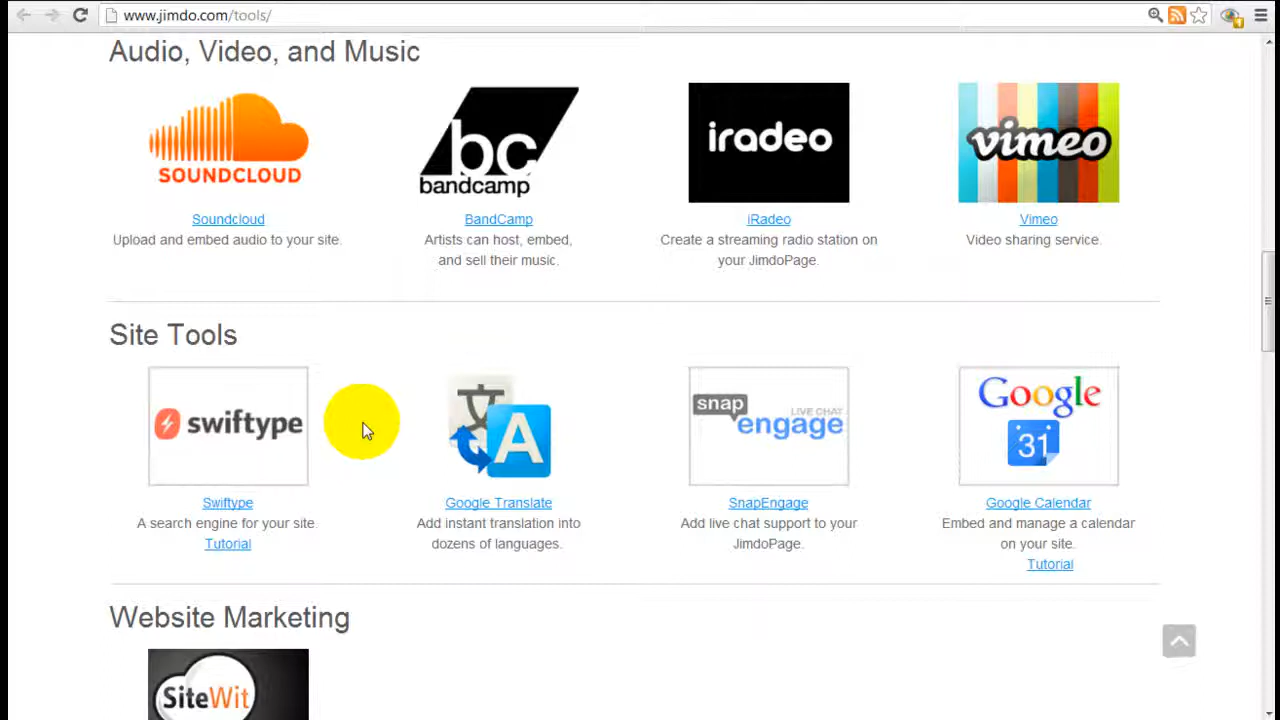 www.jimdo.com/tools/
Audio, Video, and Music
SOUNDCLOUD
bc
bandcamp
iradeo
vimeo
Soundcloud
BandCamp
iRadeo
Vimeo
Upload and embed audio to your site.
Artists can host, embed,
and sell their music.
Create a streaming radio station on
your JimdoPage.
Video sharing service.
Site Tools
swiftype
文
A
snap
LIVE CHAT
engage
Google
31
Swiftype
Google Translate
SnapEngage
Google Calendar
A search engine for your site.
Tutorial
Add instant translation into
dozens of languages.
Add live chat support to your
JimdoPage.
Embed and manage a calendar
on your site.
Tutorial
Website Marketing
SiteWit